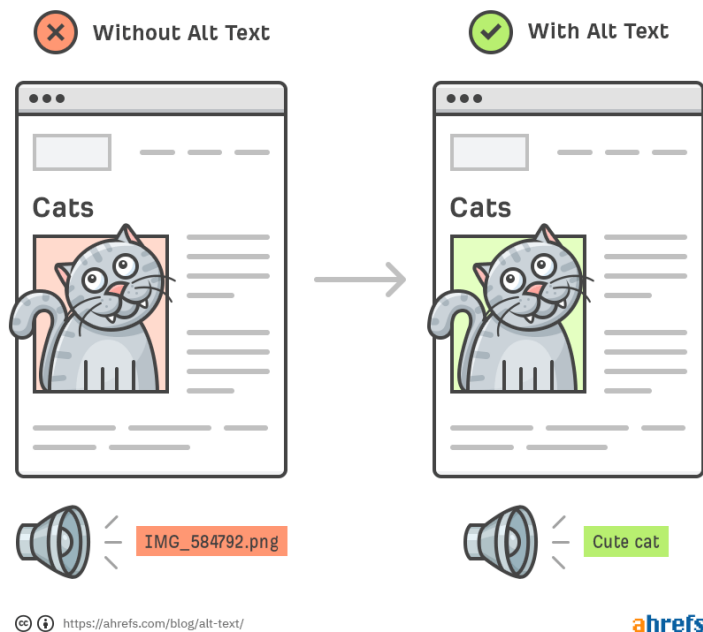 Without Alt Text
With Alt Text
Cats
Cats
IMG_584792.png
Cute cat
cc
https://ahrefs.com/blog/alt-text/
ahrefs